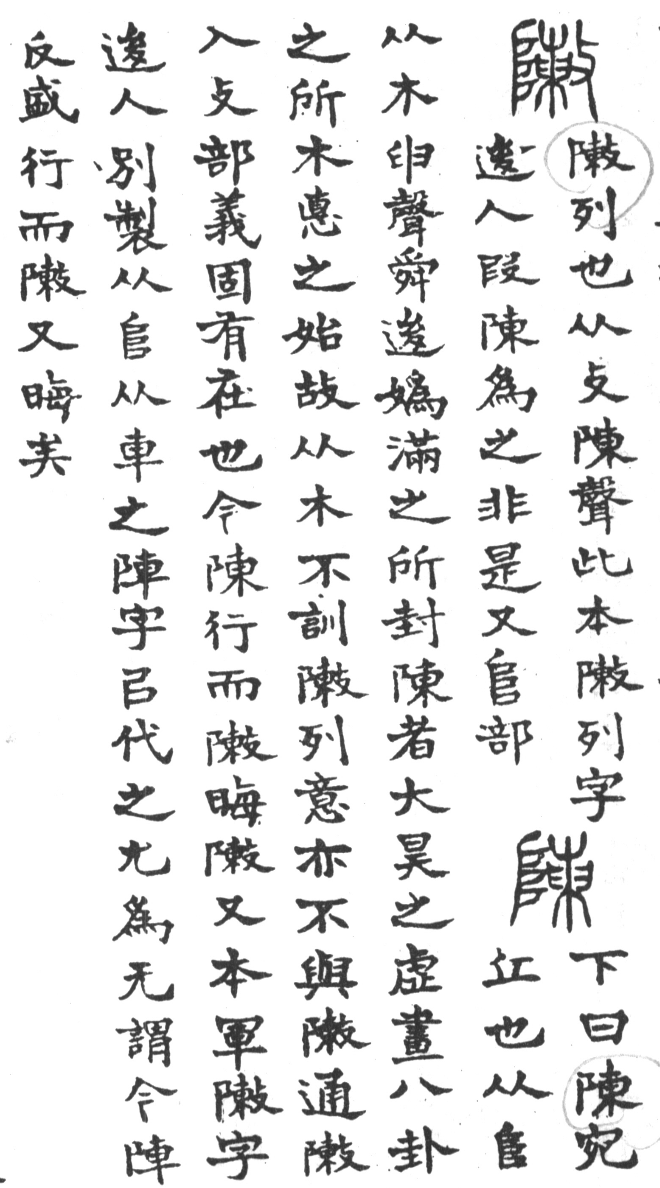 敶
敶列也从攴陳聲此本敶列字
後人叚陳為之非是又𨸏部
陳
下曰陳宛
丘也从𨸏
从木申聲舜後嬀滿之所封陳者大昊之虛畫八卦
之所木悳之始故从木不訓敶列意亦不與敶通敶
入攴部義固有在也今陳行而敶晦敶又本軍敶字
後人別製从𨸏从車之陣字㠯代之尤為无謂今陣
反盛行而敶又晦矣